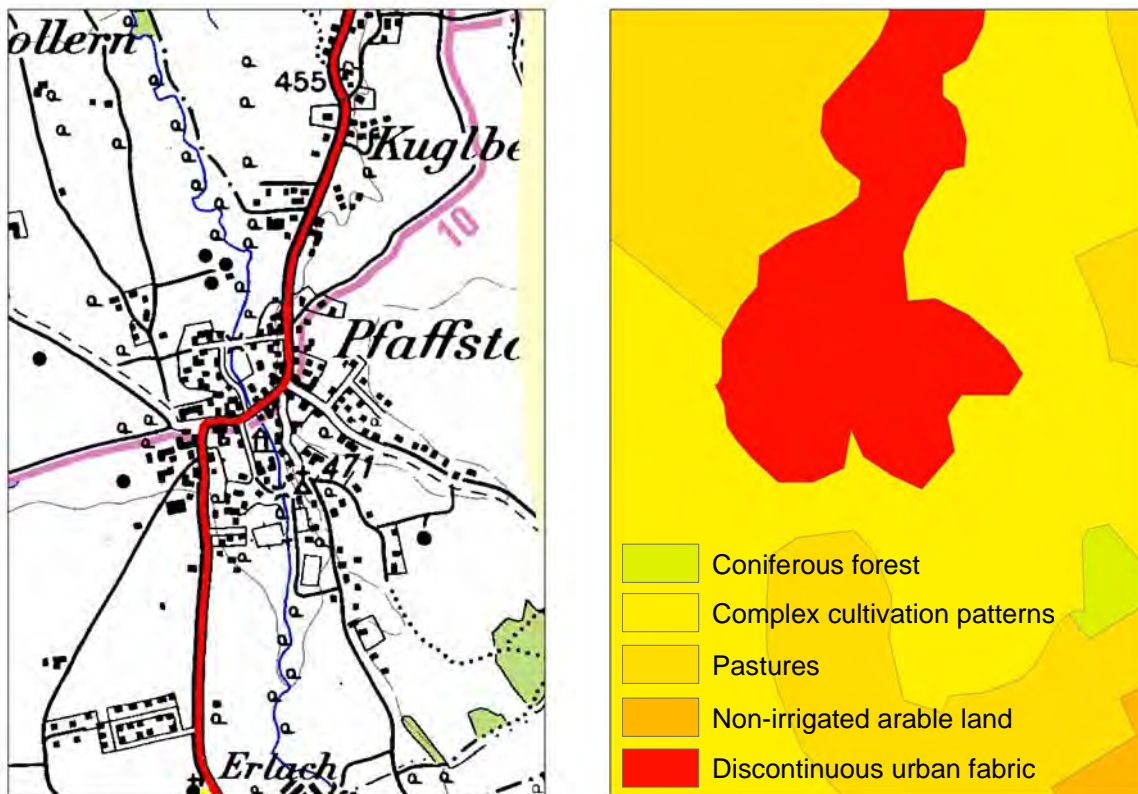 ollern
455
Kuglbe
10
Pfaffsta
471
Erlach
Coniferous forest
Complex cultivation patterns
Pastures
Non-irrigated arable land
Discontinuous urban fabric